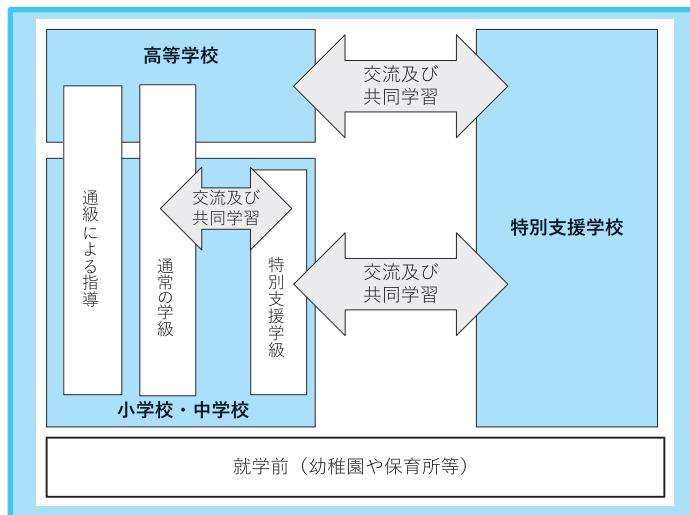 高等学校
交流及び
共同学習
通級による指導
通常の学級
交流及び
共同学習
特別支援学級
交流及び
共同学習
特別支援学校
小学校・中学校
就学前（幼稚園や保育所等）